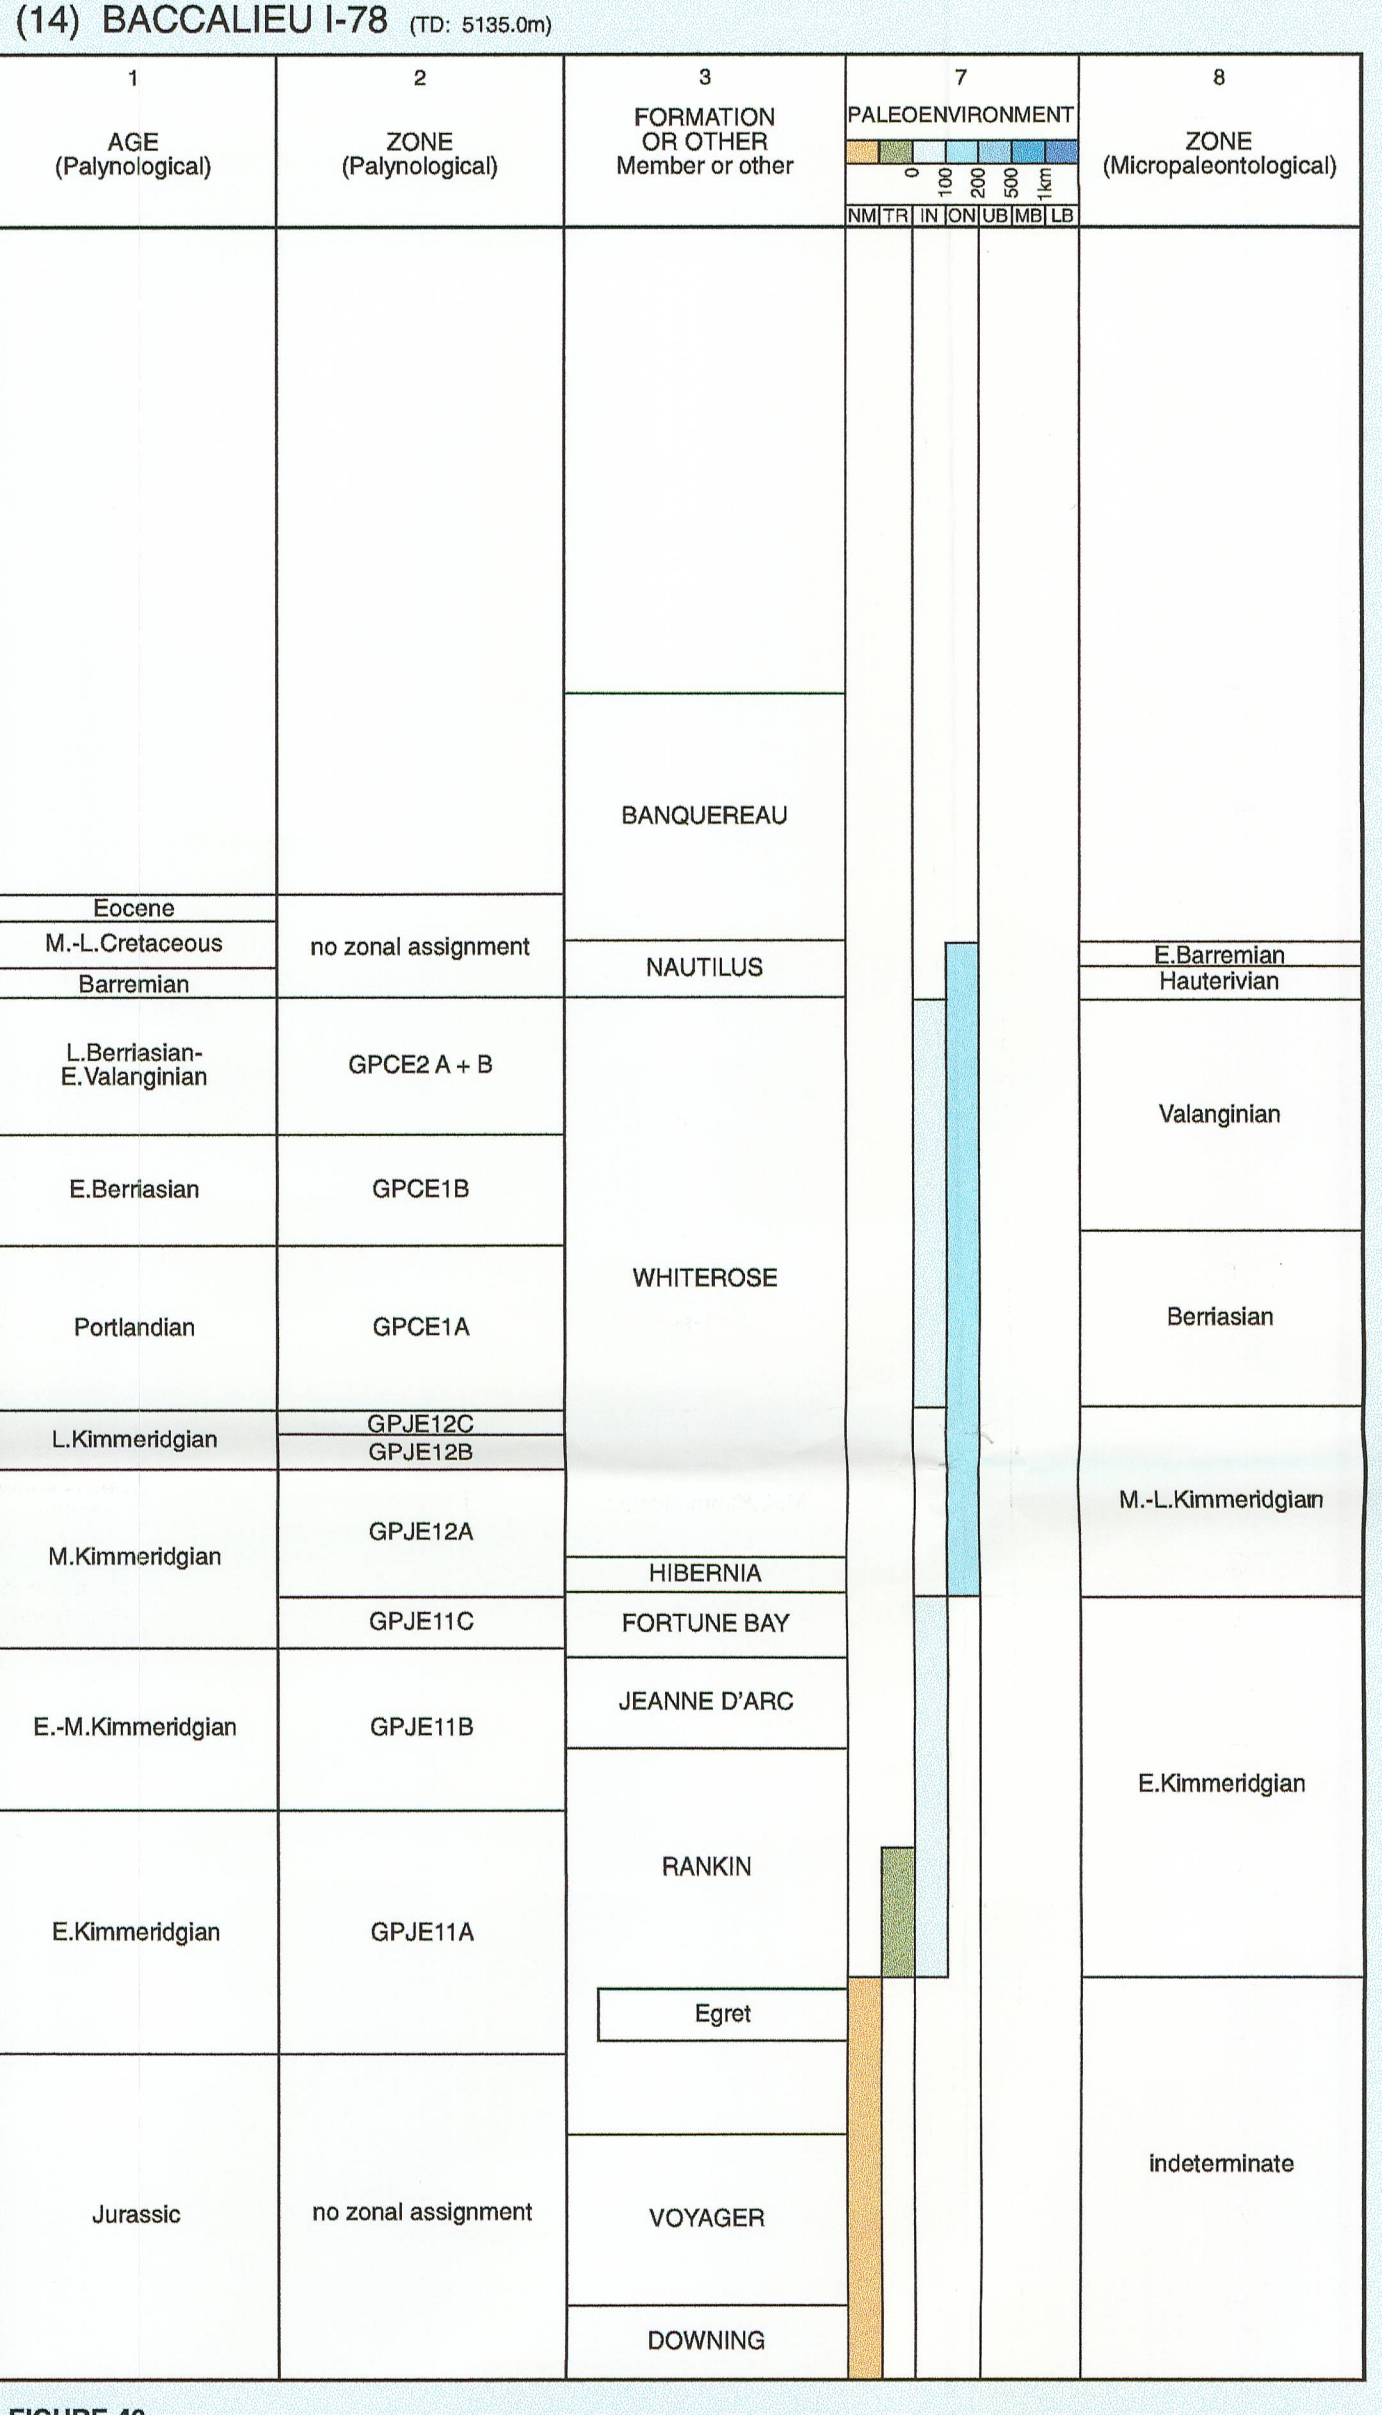 (14) BACCALIEU I-78 (TD: 5135.0m)
1
AGE
(Palynological)
2
ZONE
(Palynological)
3
FORMATION
OR OTHER
Member or other
7
PALEOENVIRONMENT
0 100 200 500 1km
NM TR IN ON UB MB LB
8
ZONE
(Micropaleontological)
Eocene
M.-L.Cretaceous
Barremian
L.Berriasian-
E.Valanginian
E.Berriasian
Portlandian
L.Kimmeridgian
M.Kimmeridgian
E.-M.Kimmeridgian
E.Kimmeridgian
Jurassic
no zonal assignment
GPCE2 A + B
GPCE1B
GPCE1A
GPJE12C
GPJE12B
GPJE12A
GPJE11C
GPJE11B
GPJE11A
no zonal assignment
BANQUEREAU
NAUTILUS
WHITEROSE
HIBERNIA
FORTUNE BAY
JEANNE D'ARC
RANKIN
Egret
VOYAGER
DOWNING
E.Barremian
Hauterivian
Valanginian
Berriasian
M.-L.Kimmeridgian
E.Kimmeridgian
indeterminate